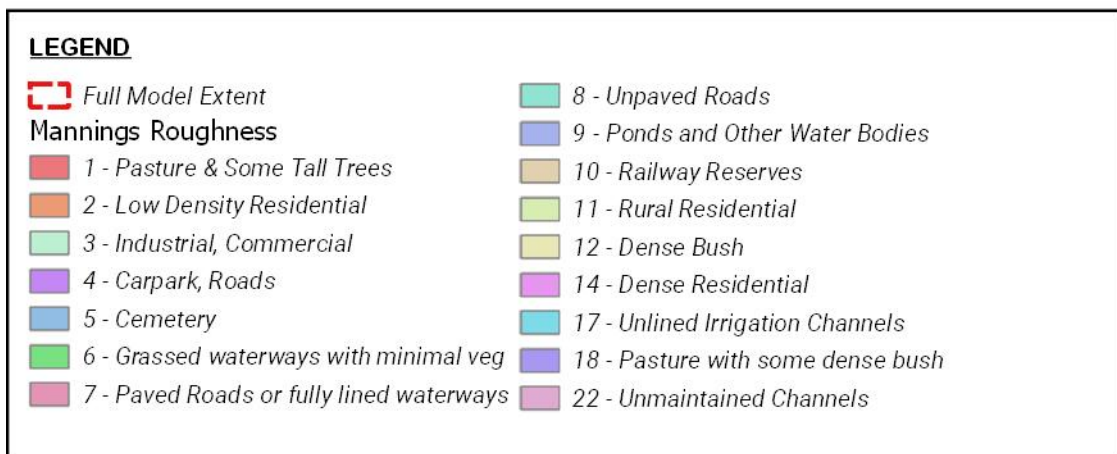 LEGEND
Full Model Extent
Mannings Roughness
1 - Pasture & Some Tall Trees
2 - Low Density Residential
3 - Industrial, Commercial
4 - Carpark, Roads
5 - Cemetery
6 - Grassed waterways with minimal veg
7 - Paved Roads or fully lined waterways
8 - Unpaved Roads
9 - Ponds and Other Water Bodies
10 - Railway Reserves
11 - Rural Residential
12 - Dense Bush
14 - Dense Residential
17 - Unlined Irrigation Channels
18 - Pasture with some dense bush
22 - Unmaintained Channels